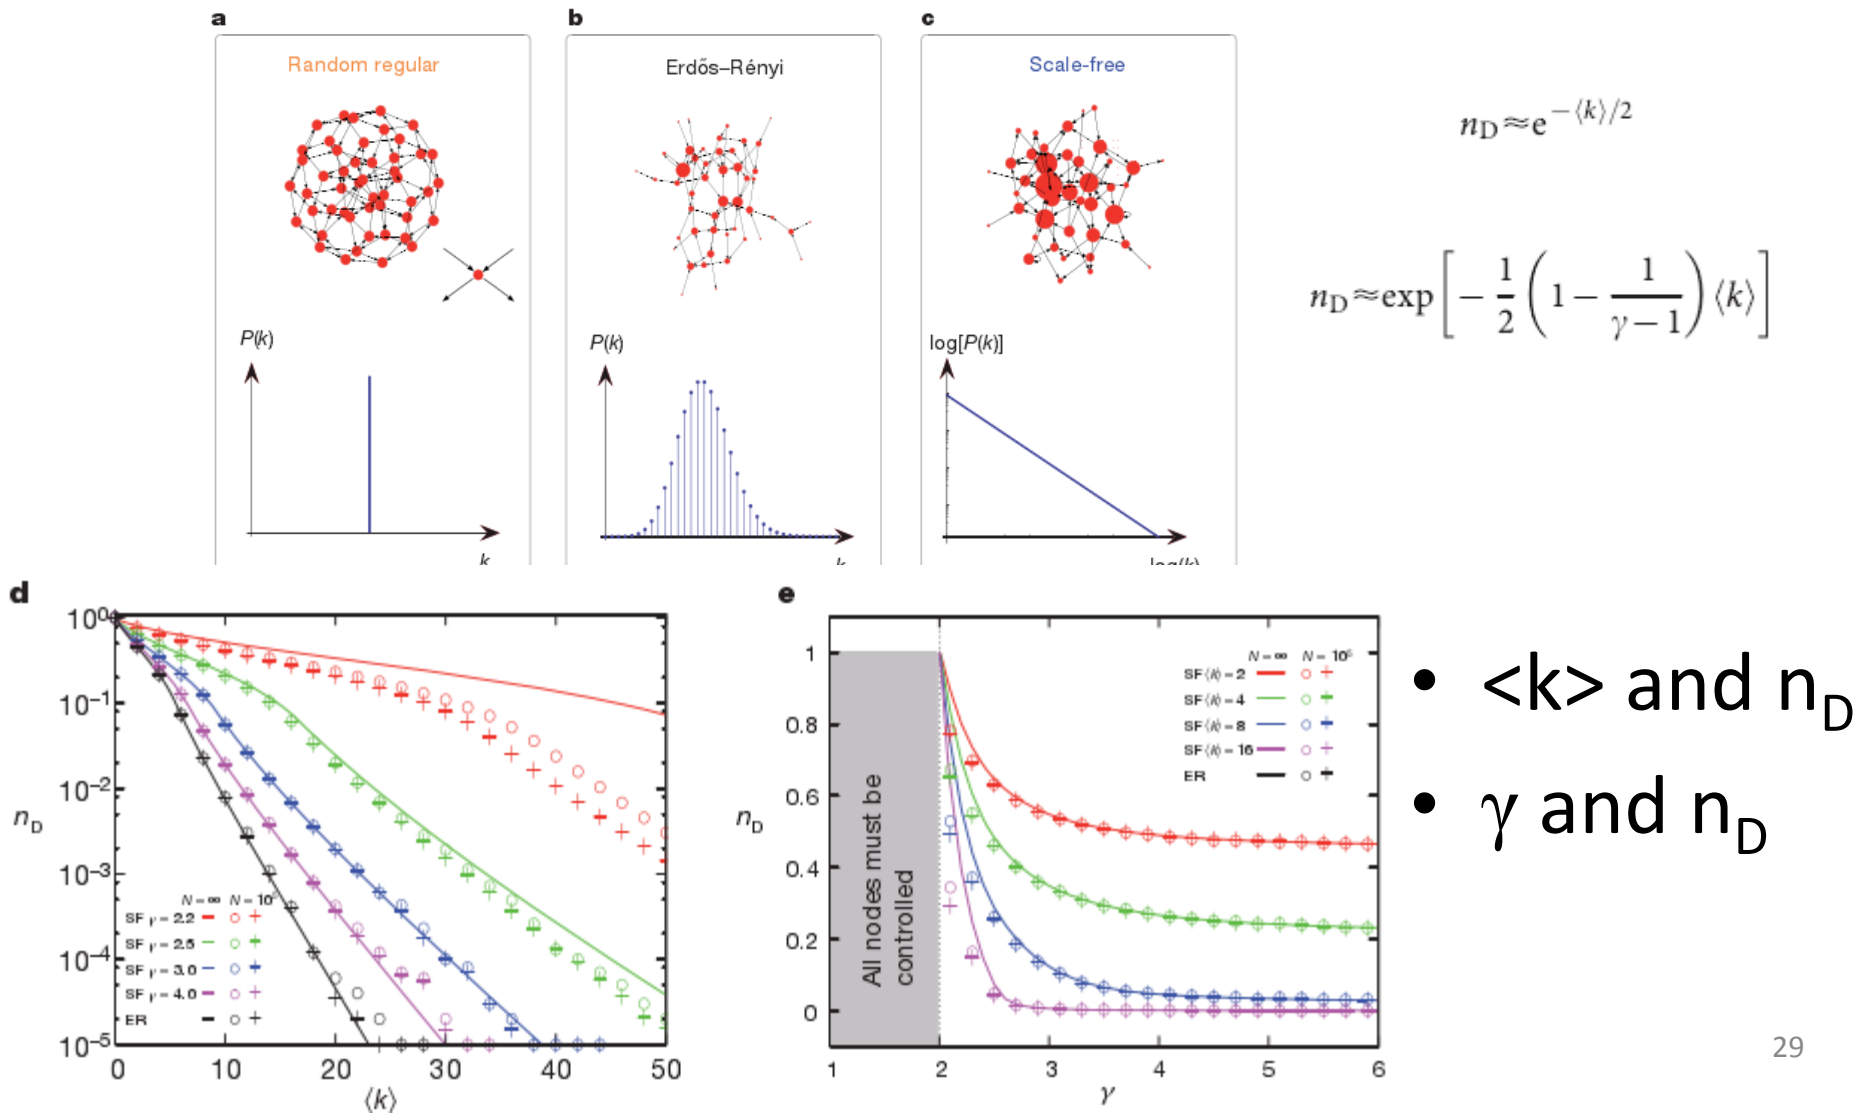 a
b
c
Random regular
Erdős–Rényi
Scale-free
n_D≈e^{−⟨k⟩/2}
n_D≈exp[−1/2(1−1/(γ−1))⟨k⟩]
P(k)
P(k)
log[P(k)]
k
k
log(k)
d
10^0
10^{-1}
10^{-2}
10^{-3}
10^{-4}
10^{-5}
n_D
N = ∞ N = 10
SF γ = 2.2
SF γ = 2.5
SF γ = 3.0
SF γ = 4.0
ER
0 10 20 30 40 50
⟨k⟩
e
1
0.8
0.6
0.4
0.2
0
n_D
All nodes must be
controlled
N = ∞ N = 10^5
SF⟨k⟩ = 2
SF⟨k⟩ = 4
SF⟨k⟩ = 8
SF⟨k⟩ = 16
ER
1 2 3 4 5 6
γ
• <k> and n_D
• γ and n_D
29